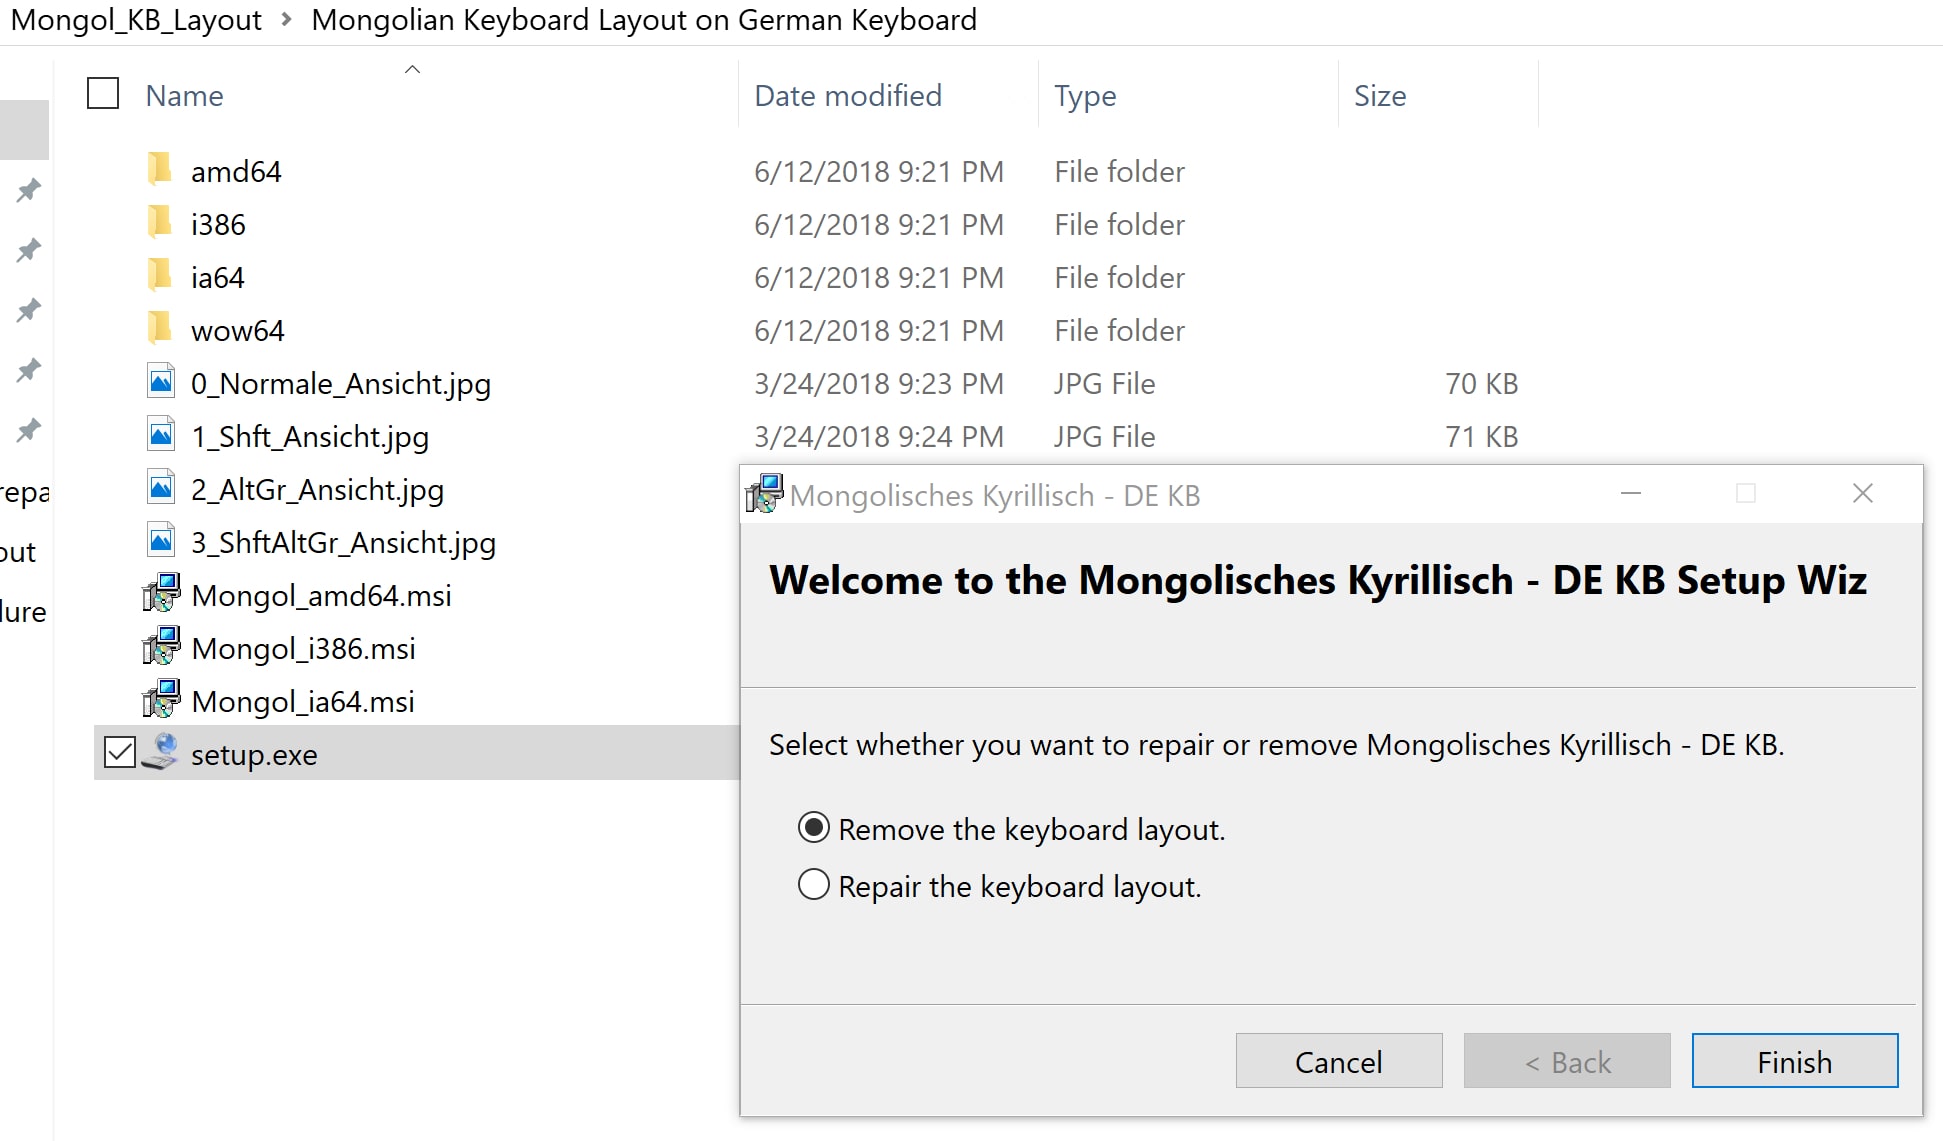 Mongol_KB_Layout > Mongolian Keyboard Layout on German Keyboard
Name Date modified Type Size
amd64 6/12/2018 9:21 PM File folder
i386 6/12/2018 9:21 PM File folder
ia64 6/12/2018 9:21 PM File folder
wow64 6/12/2018 9:21 PM File folder
0_Normale_Ansicht.jpg 3/24/2018 9:23 PM JPG File 70 KB
1_Shft_Ansicht.jpg 3/24/2018 9:24 PM JPG File 71 KB
2_AltGr_Ansicht.jpg
3_ShftAltGr_Ansicht.jpg
Mongol_amd64.msi
Mongol_i386.msi
Mongol_ia64.msi
setup.exe
repa
out
dure
Mongolisches Kyrillisch - DE KB
Welcome to the Mongolisches Kyrillisch - DE KB Setup Wiz
Select whether you want to repair or remove Mongolisches Kyrillisch - DE KB.
Remove the keyboard layout.
Repair the keyboard layout.
Cancel < Back Finish